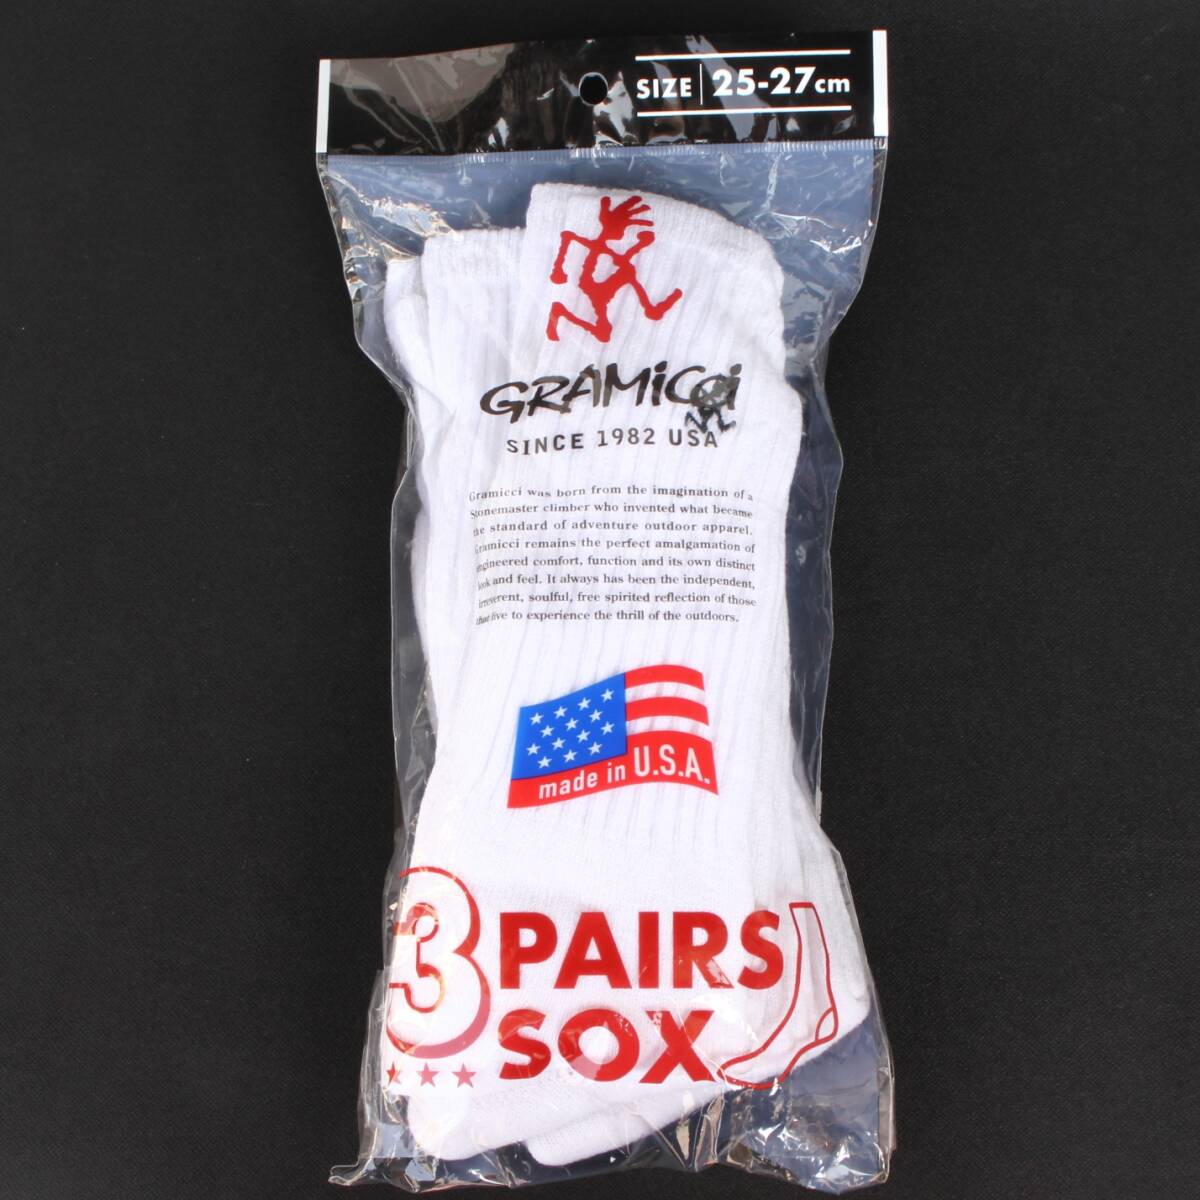 SIZE | 25-27cm
GRAMiCCi
SINCE 1982 USA
Gramicci was born from the imagination of a
Stonemaster climber who invented what became
the standard of adventure outdoor apparel.
Gramicci remains the perfect amalgamation of
engineered comfort, function and its own distinct
look and feel. It always has been the independent,
irreverent, soulful, free spirited reflection of those
that live to experience the thrill of the outdoors.
made in U.S.A.
3 PAIRS
SOX